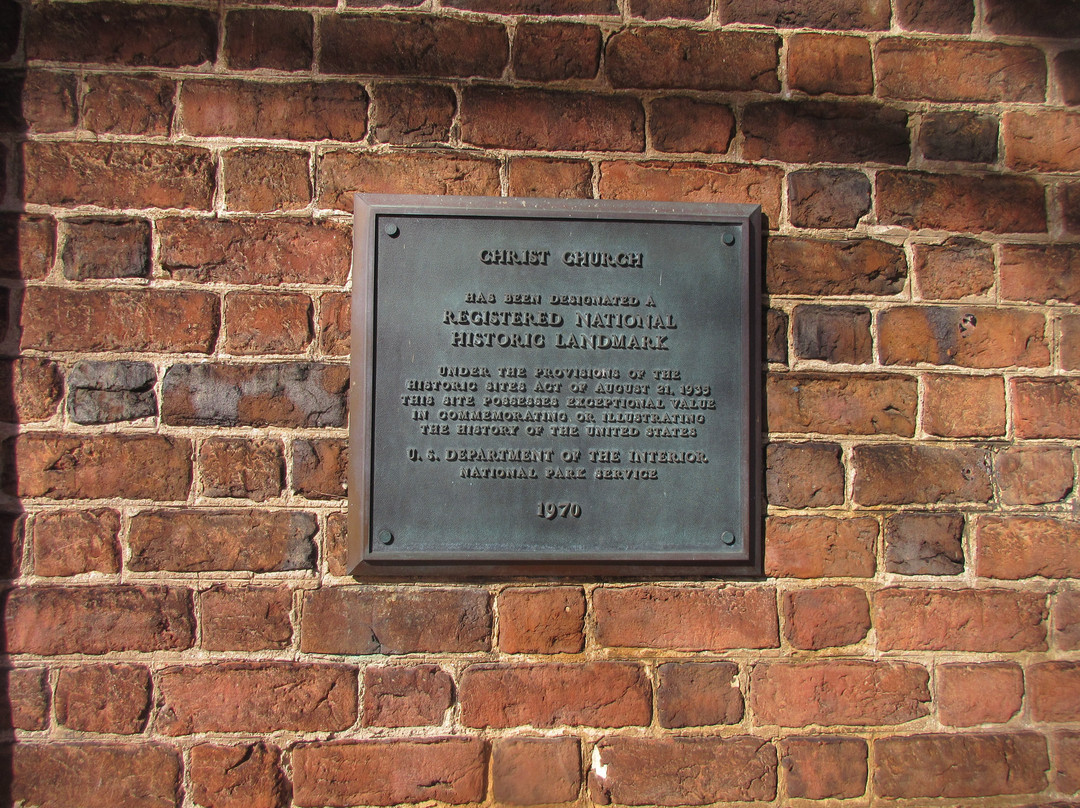 CHRIST CHURCH
HAS BEEN DESIGNATED A
REGISTERED NATIONAL
HISTORIC LANDMARK
UNDER THE PROVISIONS OF THE
HISTORIC SITES ACT OF AUGUST 21, 1935
THIS SITE POSSESSES EXCEPTIONAL VALUE
IN COMMEMORATING OR ILLUSTRATING
THE HISTORY OF THE UNITED STATES
U. S. DEPARTMENT OF THE INTERIOR
NATIONAL PARK SERVICE
1970